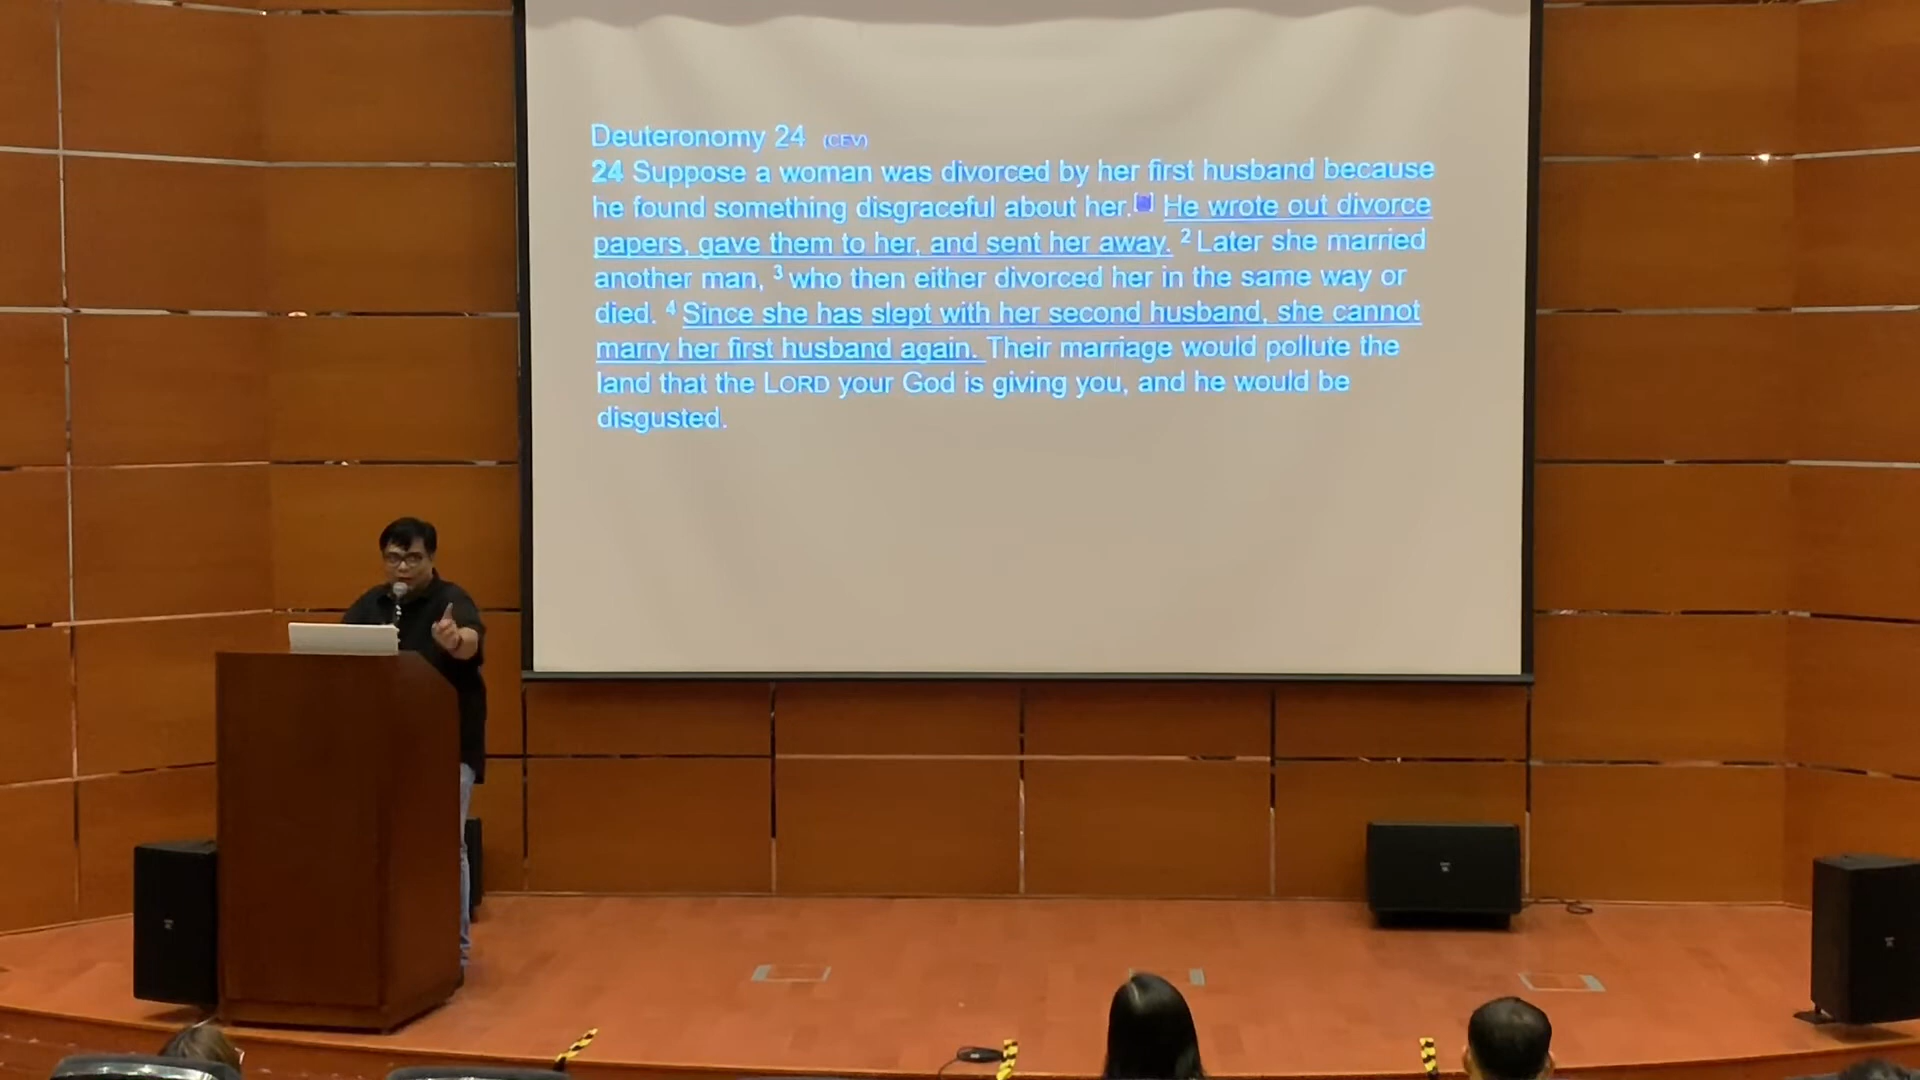 Deuteronomy 24 (CEV)
24 Suppose a woman was divorced by her first husband because
he found something disgraceful about her. He wrote out divorce
papers, gave them to her, and sent her away. 2 Later she married
another man, 3 who then either divorced her in the same way or
died. 4 Since she has slept with her second husband, she cannot
marry her first husband again. Their marriage would pollute the
land that the LORD your God is giving you, and he would be
disgusted.